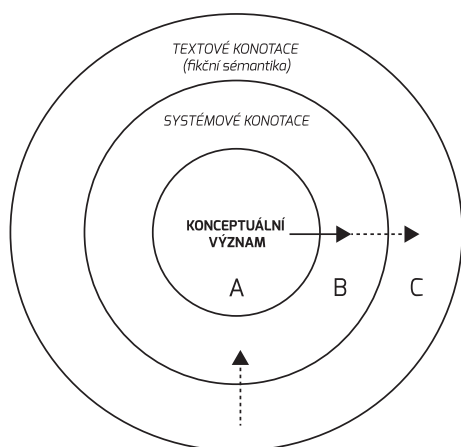 TEXTOVÉ KONOTACE
(fikční sémantika)
SYSTÉMOVÉ KONOTACE
KONCEPTUÁLNÍ
VÝZNAM
A B C